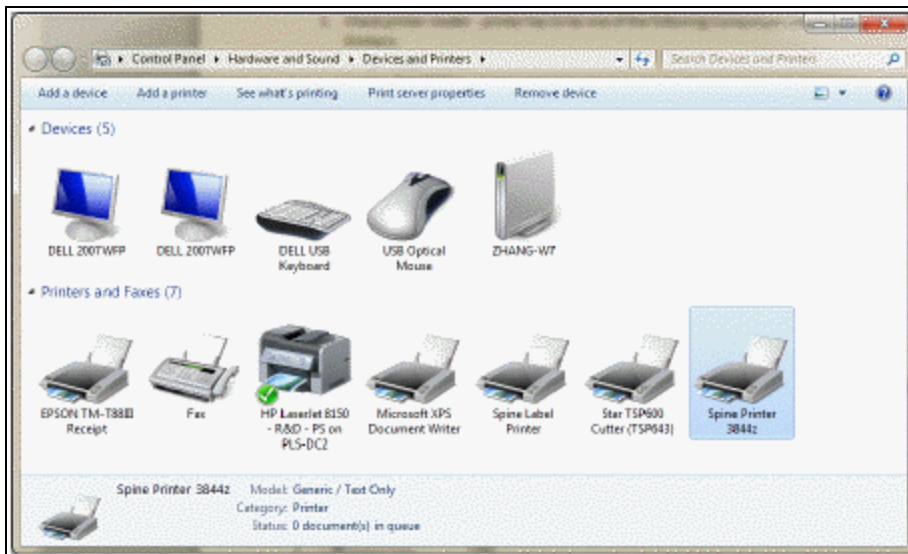 Control Panel ▸ Hardware and Sound ▸ Devices and Printers ▸ Search Devices and Printers
Add a device Add a printer See what's printing Print server properties Remove device
Devices (5)
DELL 2007WFP DELL 2007WFP DELL USB Keyboard USB Optical Mouse ZHANG-W7
Printers and Faxes (7)
EPSON TM-T88III Receipt Fax HP LaserJet 8150 - R&D - PS on PLS-DC2 Microsoft XPS Document Writer Spine Label Printer Star TSP600 Cutter (TSP643) Spine Printer 3844z
Spine Printer 3844z Model: Generic / Text Only
Category: Printer
Status: 0 document(s) in queue